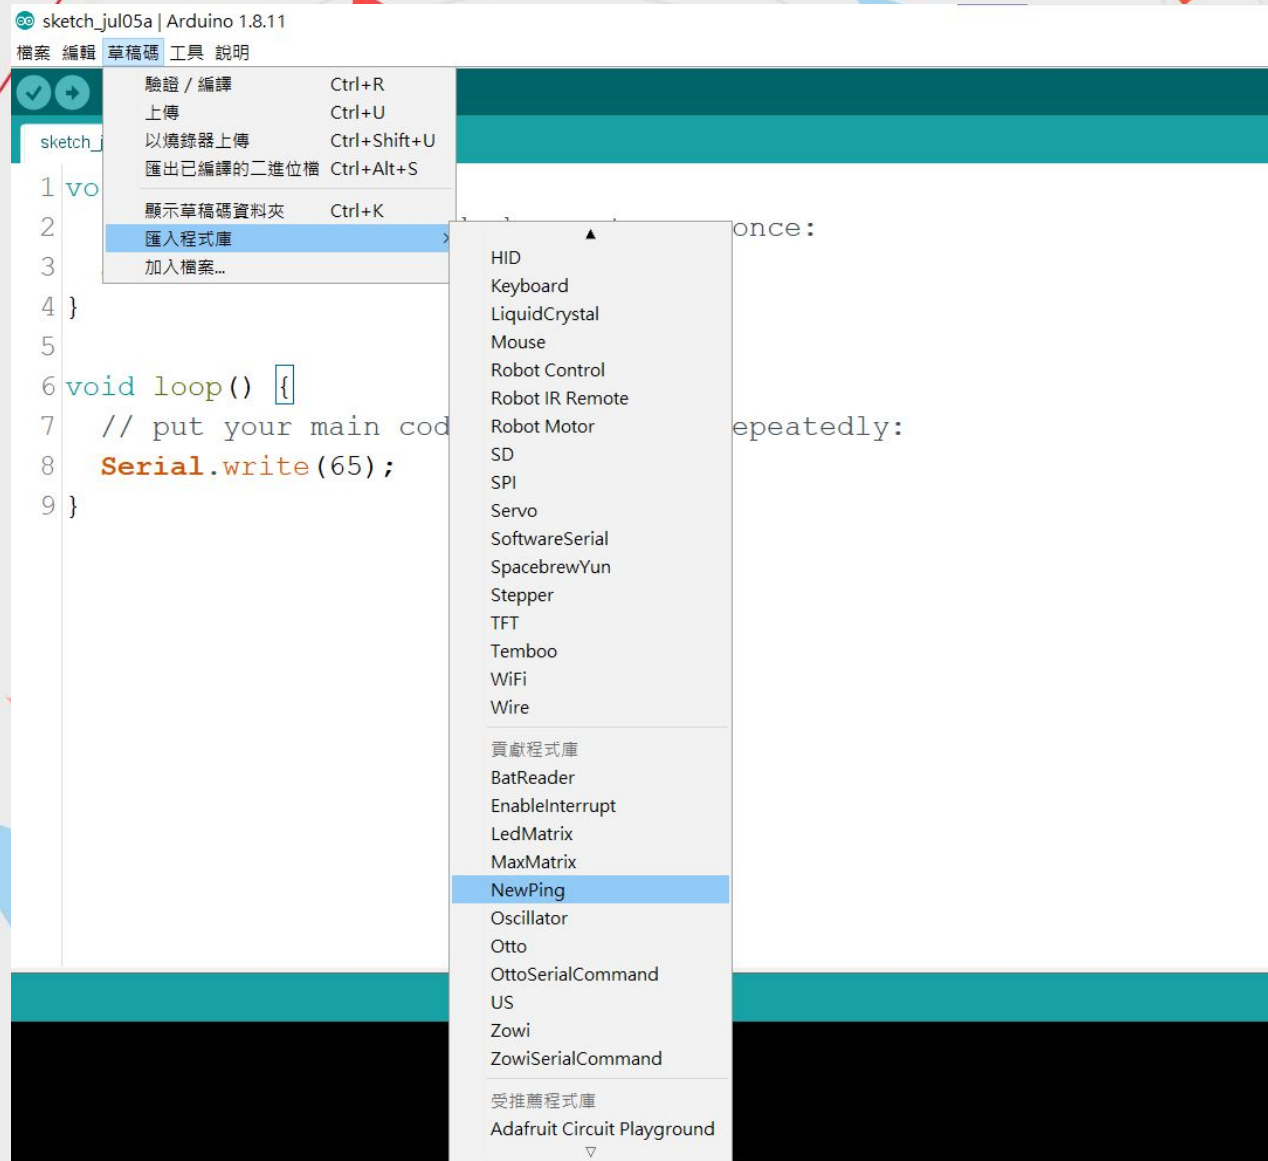 sketch_jul05a | Arduino 1.8.11
檔案 編輯 草稿碼 工具 說明
驗證 / 編譯 Ctrl+R
上傳 Ctrl+U
以燒錄器上傳 Ctrl+Shift+U
匯出已編譯的二進位檔 Ctrl+Alt+S
顯示草稿碼資料夾 Ctrl+K
匯入程式庫
加入檔案...
sketch_j
1 vo
2 once:
3
4 }
5
6 void loop() {
7 // put your main cod epeatedly:
8 Serial.write(65);
9 }
HID
Keyboard
LiquidCrystal
Mouse
Robot Control
Robot IR Remote
Robot Motor
SD
SPI
Servo
SoftwareSerial
SpacebrewYun
Stepper
TFT
Temboo
WiFi
Wire
貢獻程式庫
BatReader
EnableInterrupt
LedMatrix
MaxMatrix
NewPing
Oscillator
Otto
OttoSerialCommand
US
Zowi
ZowiSerialCommand
受推薦程式庫
Adafruit Circuit Playground